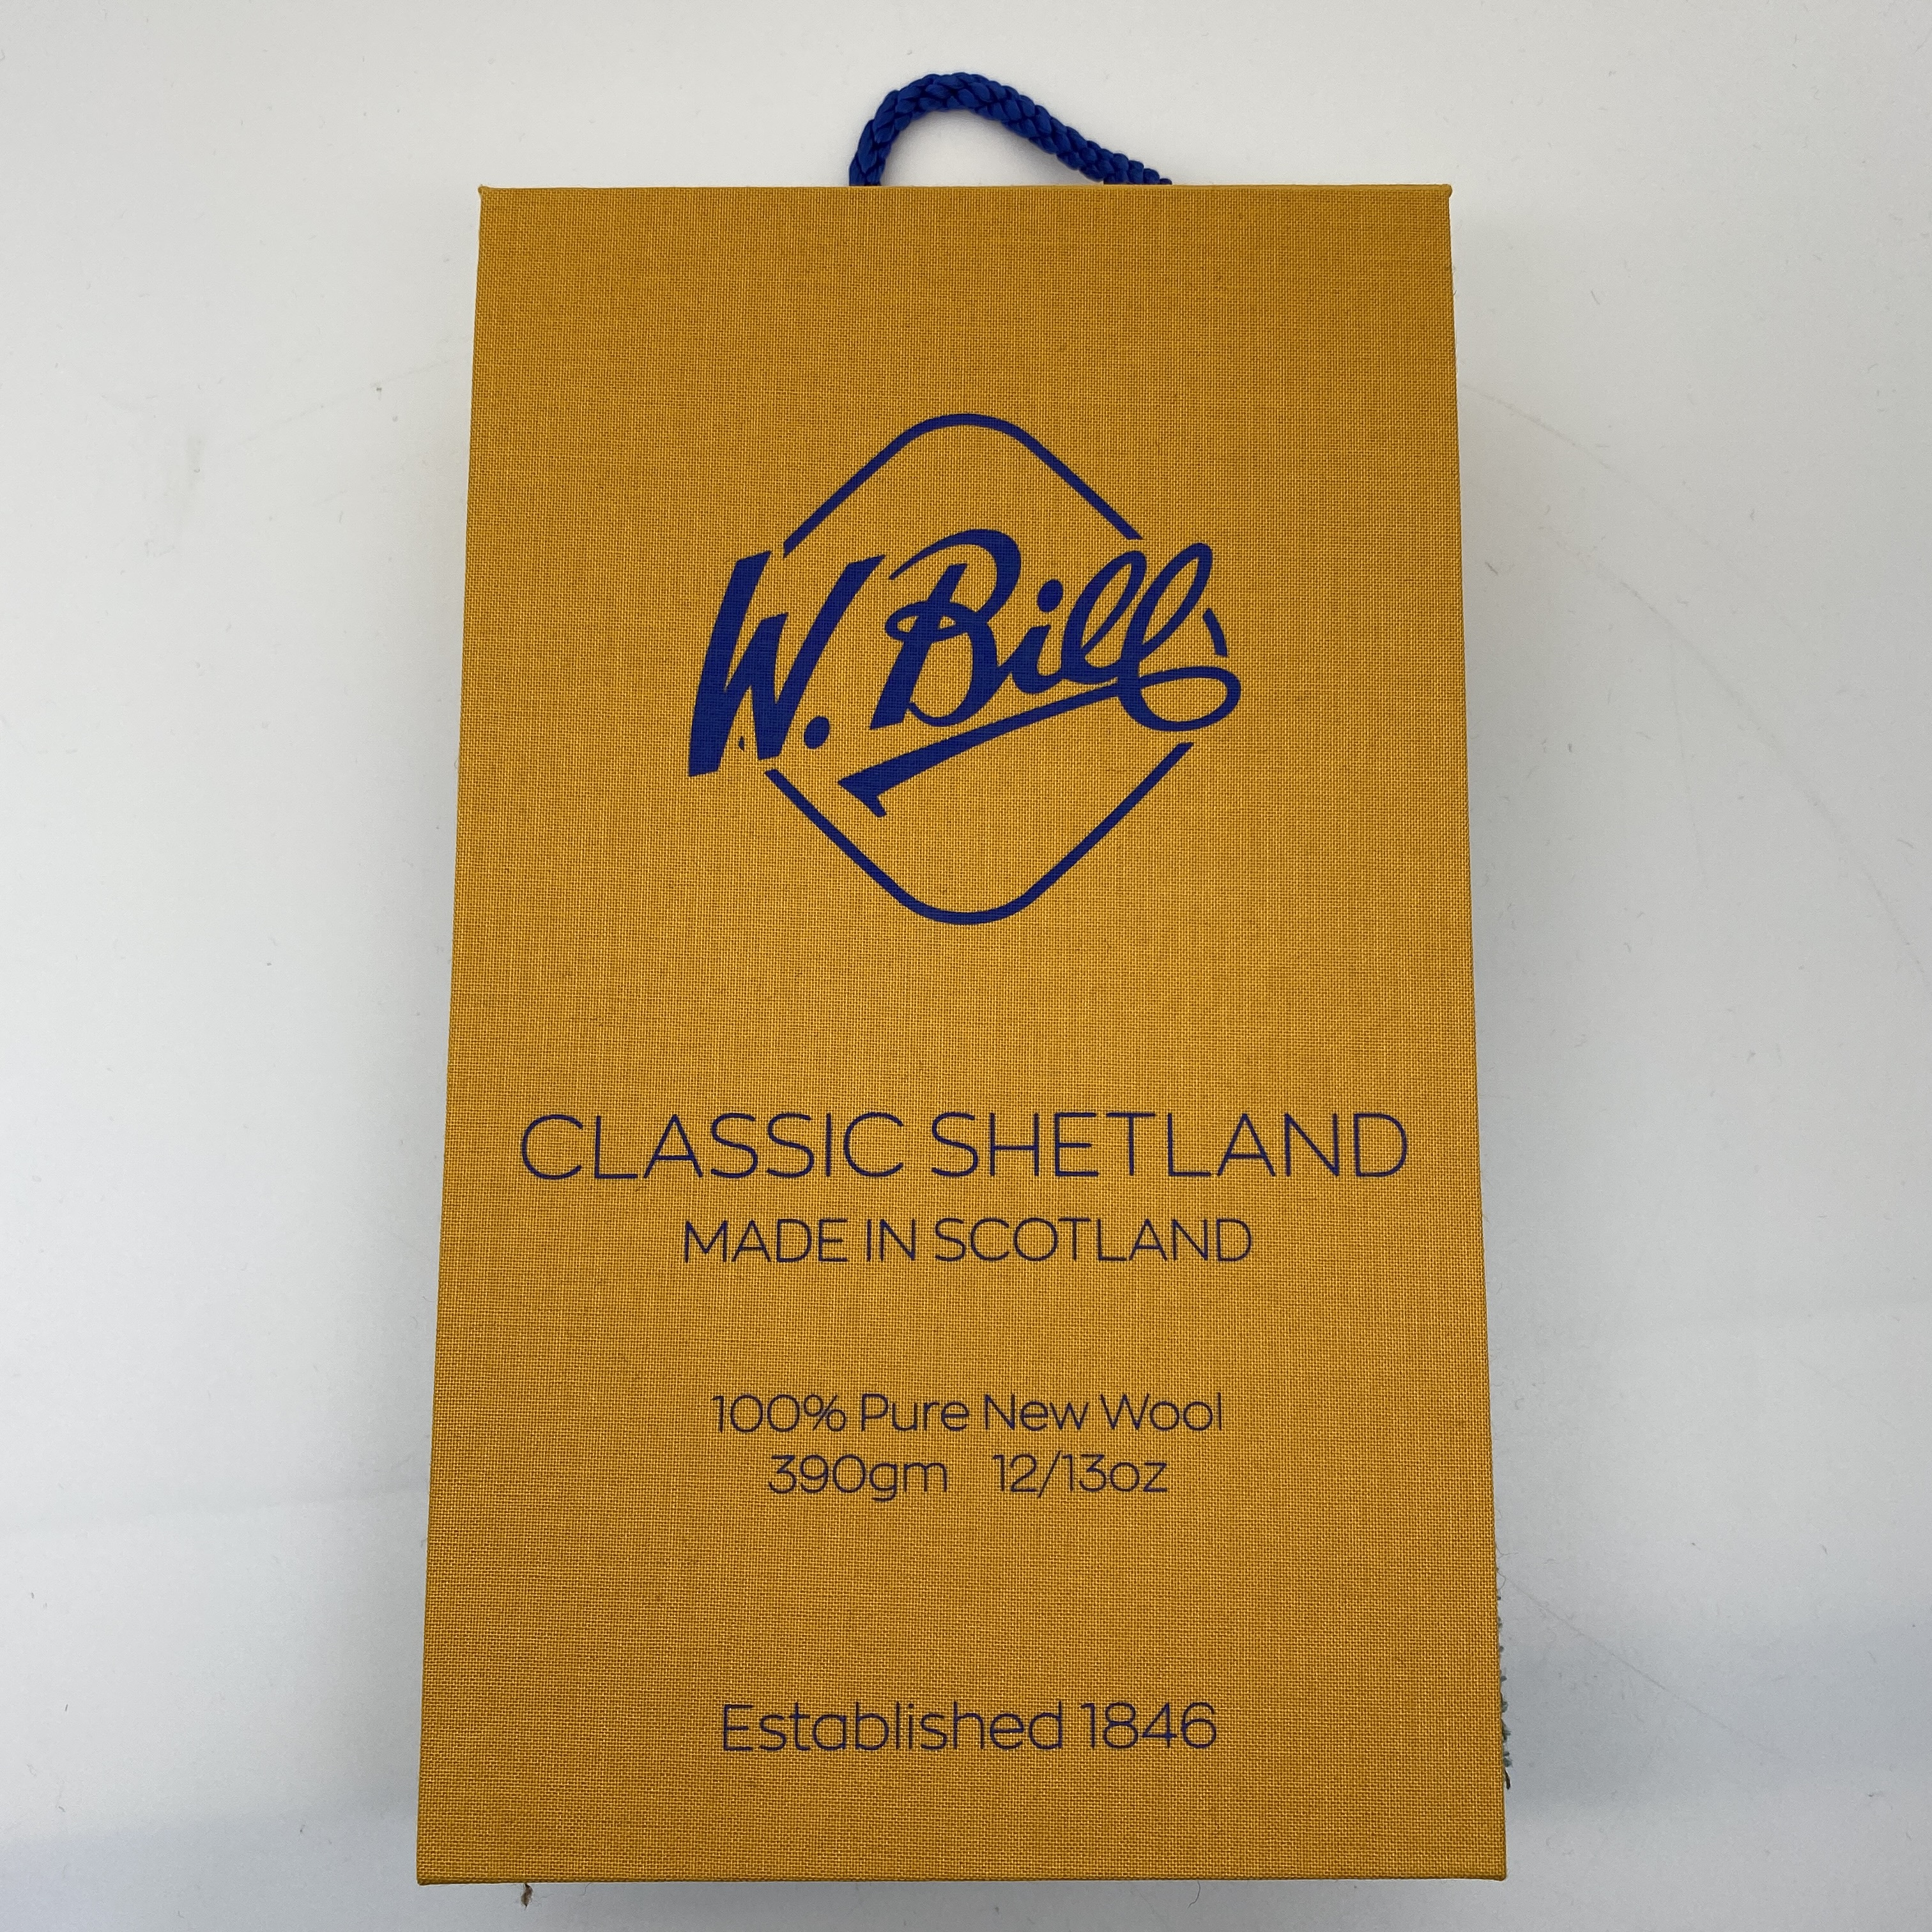 W. Bill
CLASSIC SHETLAND
MADE IN SCOTLAND
100% Pure New Wool
390gm 12/13oz
Established 1846